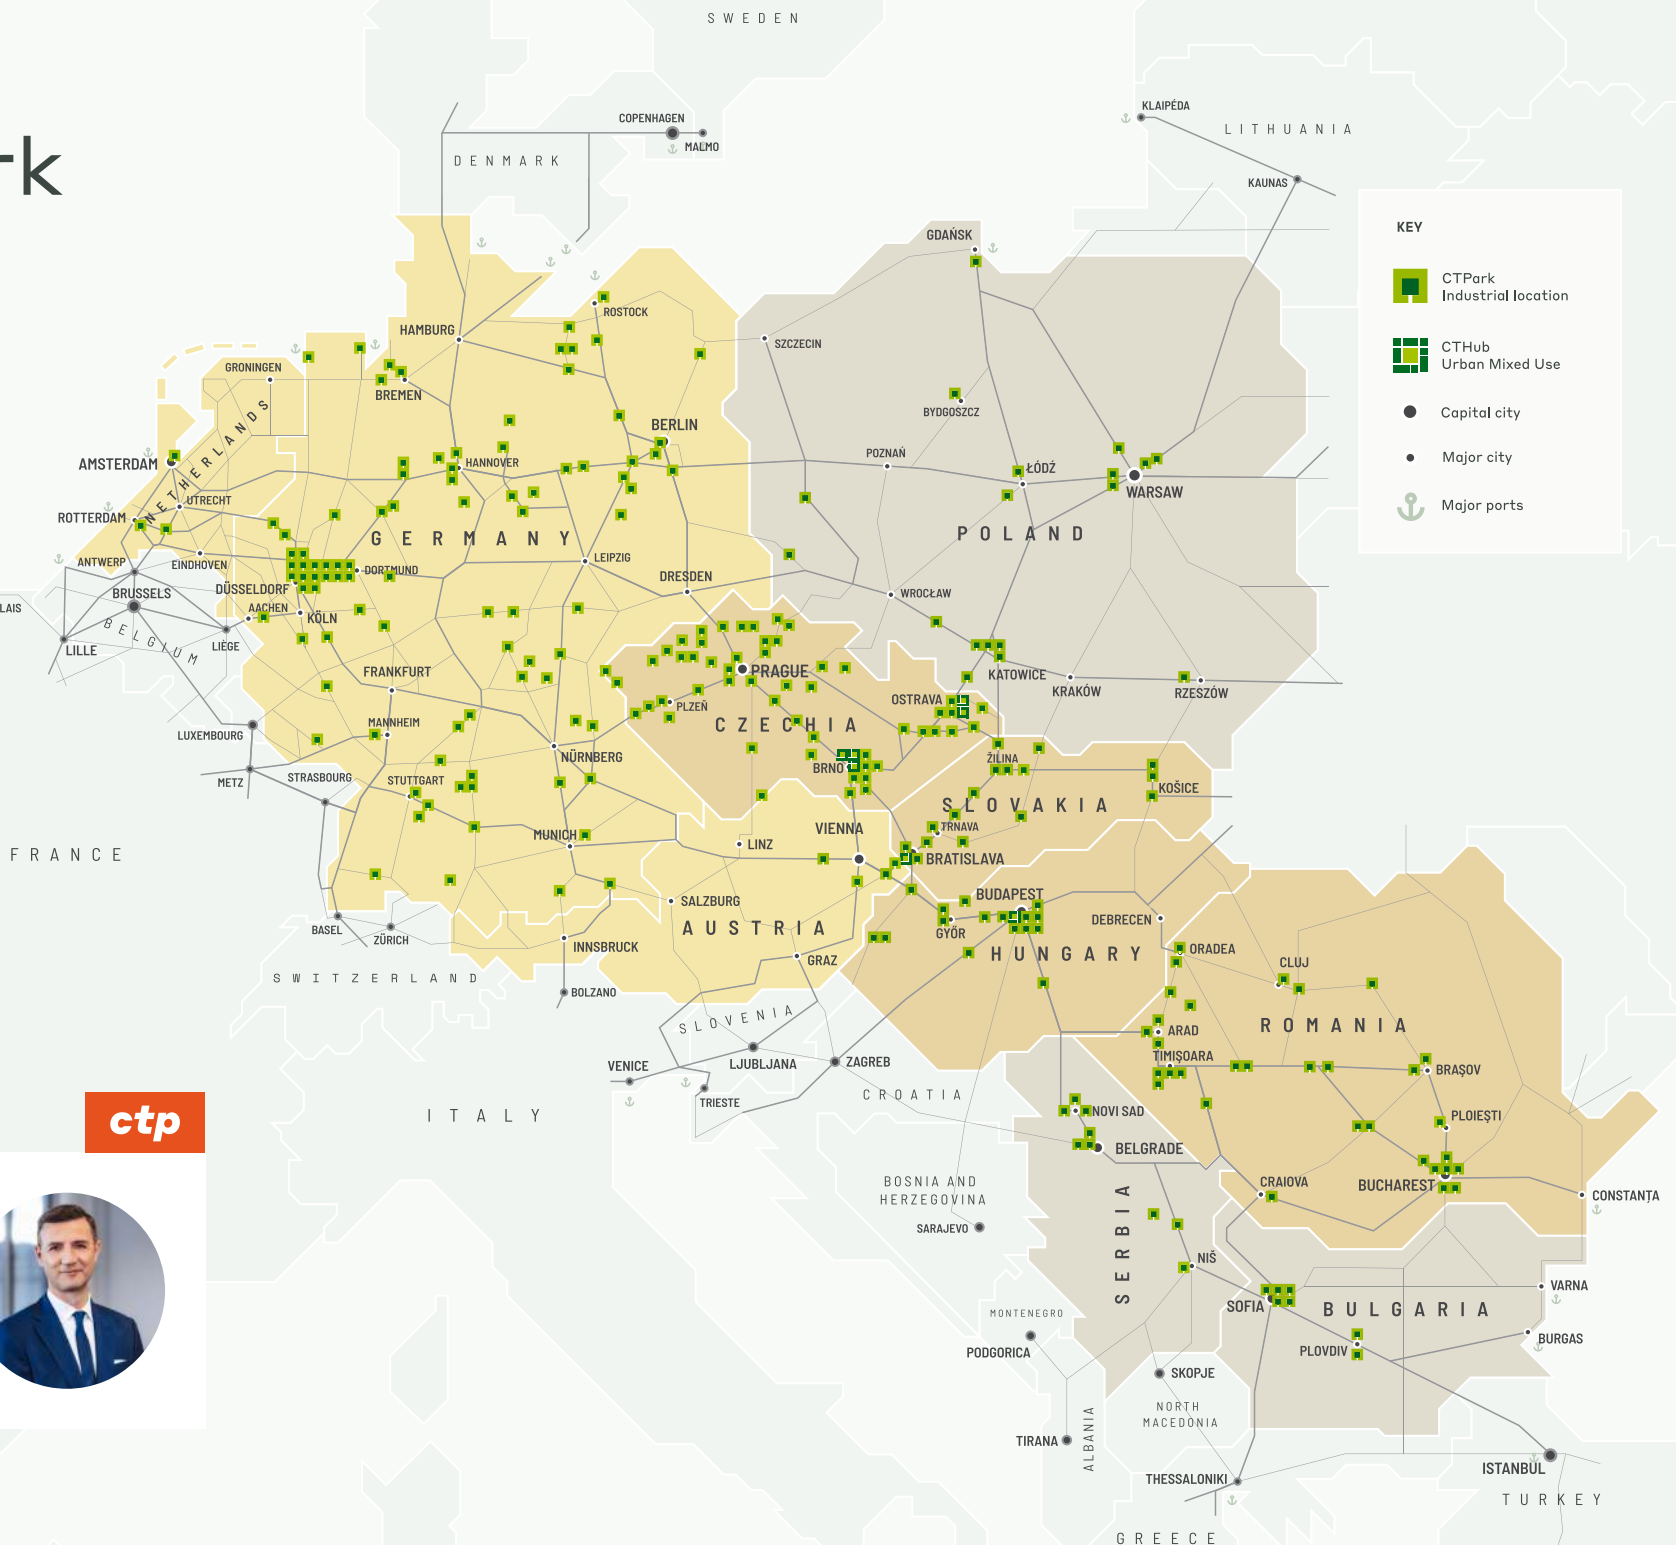 SWEDEN
COPENHAGEN
MALMO
DENMARK
KLAIPÉDA
LITHUANIA
KAUNAS
rk
KEY
CTPark
Industrial location
CTHub
Urban Mixed Use
Capital city
Major city
Major ports
GDAŃSK
ROSTOCK
HAMBURG
SZCZECIN
GRONINGEN
BREMEN
BYDGOSZCZ
BERLIN
NETHERLANDS
AMSTERDAM
HANNOVER
POZNAŃ
ŁÓDŹ
WARSAW
UTRECHT
ROTTERDAM
GERMANY
POLAND
ANTWERP
EINDHOVEN
DORTMUND
LEIPZIG
DRESDEN
BRUSSELS
DÜSSELDORF
WROCŁAW
LAIS
AACHEN
KÖLN
BELGIUM
LIÈGE
LILLE
FRANKFURT
PRAGUE
KATOWICE
KRAKÓW
RZESZÓW
OSTRAVA
PLZEŇ
LUXEMBOURG
MANNHEIM
CZECHIA
METZ
NÜRNBERG
BRNO
ŽILINA
STRASBOURG
STUTTGART
KOŠICE
SLOVAKIA
TRNAVA
MUNICH
VIENNA
LINZ
FRANCE
BRATISLAVA
SALZBURG
BUDAPEST
BASEL
ZÜRICH
AUSTRIA
GYŐR
DEBRECEN
INNSBRUCK
GRAZ
HUNGARY
ORADEA
CLUJ
SWITZERLAND
BOLZANO
SLOVENIA
ROMANIA
ARAD
VENICE
LJUBLJANA
ZAGREB
TIMIŞOARA
BRAŞOV
TRIESTE
CROATIA
ITALY
NOVI SAD
PLOIEŞTI
ctp
BELGRADE
BOSNIA AND
HERZEGOVINA
CRAIOVA
BUCHAREST
CONSTANȚA
SARAJEVO
SERBIA
NIŠ
VARNA
MONTENEGRO
SOFIA
BULGARIA
PODGORICA
PLOVDIV
BURGAS
SKOPJE
NORTH
MACEDONIA
TIRANA
ALBANIA
THESSALONIKI
ISTANBUL
TURKEY
GREECE